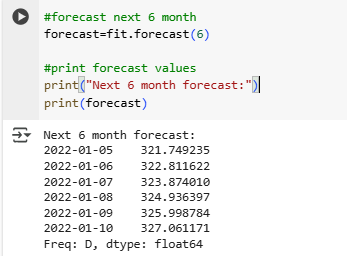 #forecast next 6 month
forecast=fit.forecast(6)
#print forecast values
print("Next 6 month forecast:")
print(forecast)
Next 6 month forecast:
2022-01-05    321.749235
2022-01-06    322.811622
2022-01-07    323.874010
2022-01-08    324.936397
2022-01-09    325.998784
2022-01-10    327.061171
Freq: D, dtype: float64